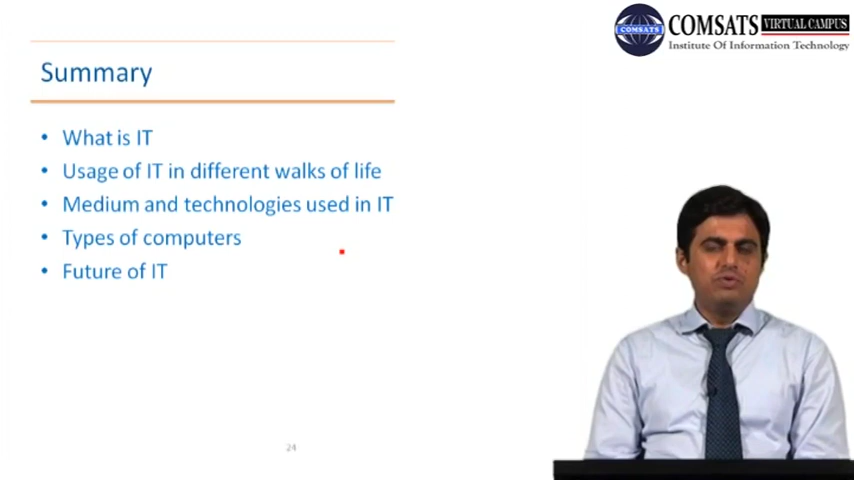 COMSATS VIRTUAL CAMPUS
COMSATS
Institute Of Information Technology
Summary
• What is IT
• Usage of IT in different walks of life
• Medium and technologies used in IT
• Types of computers
• Future of IT
24